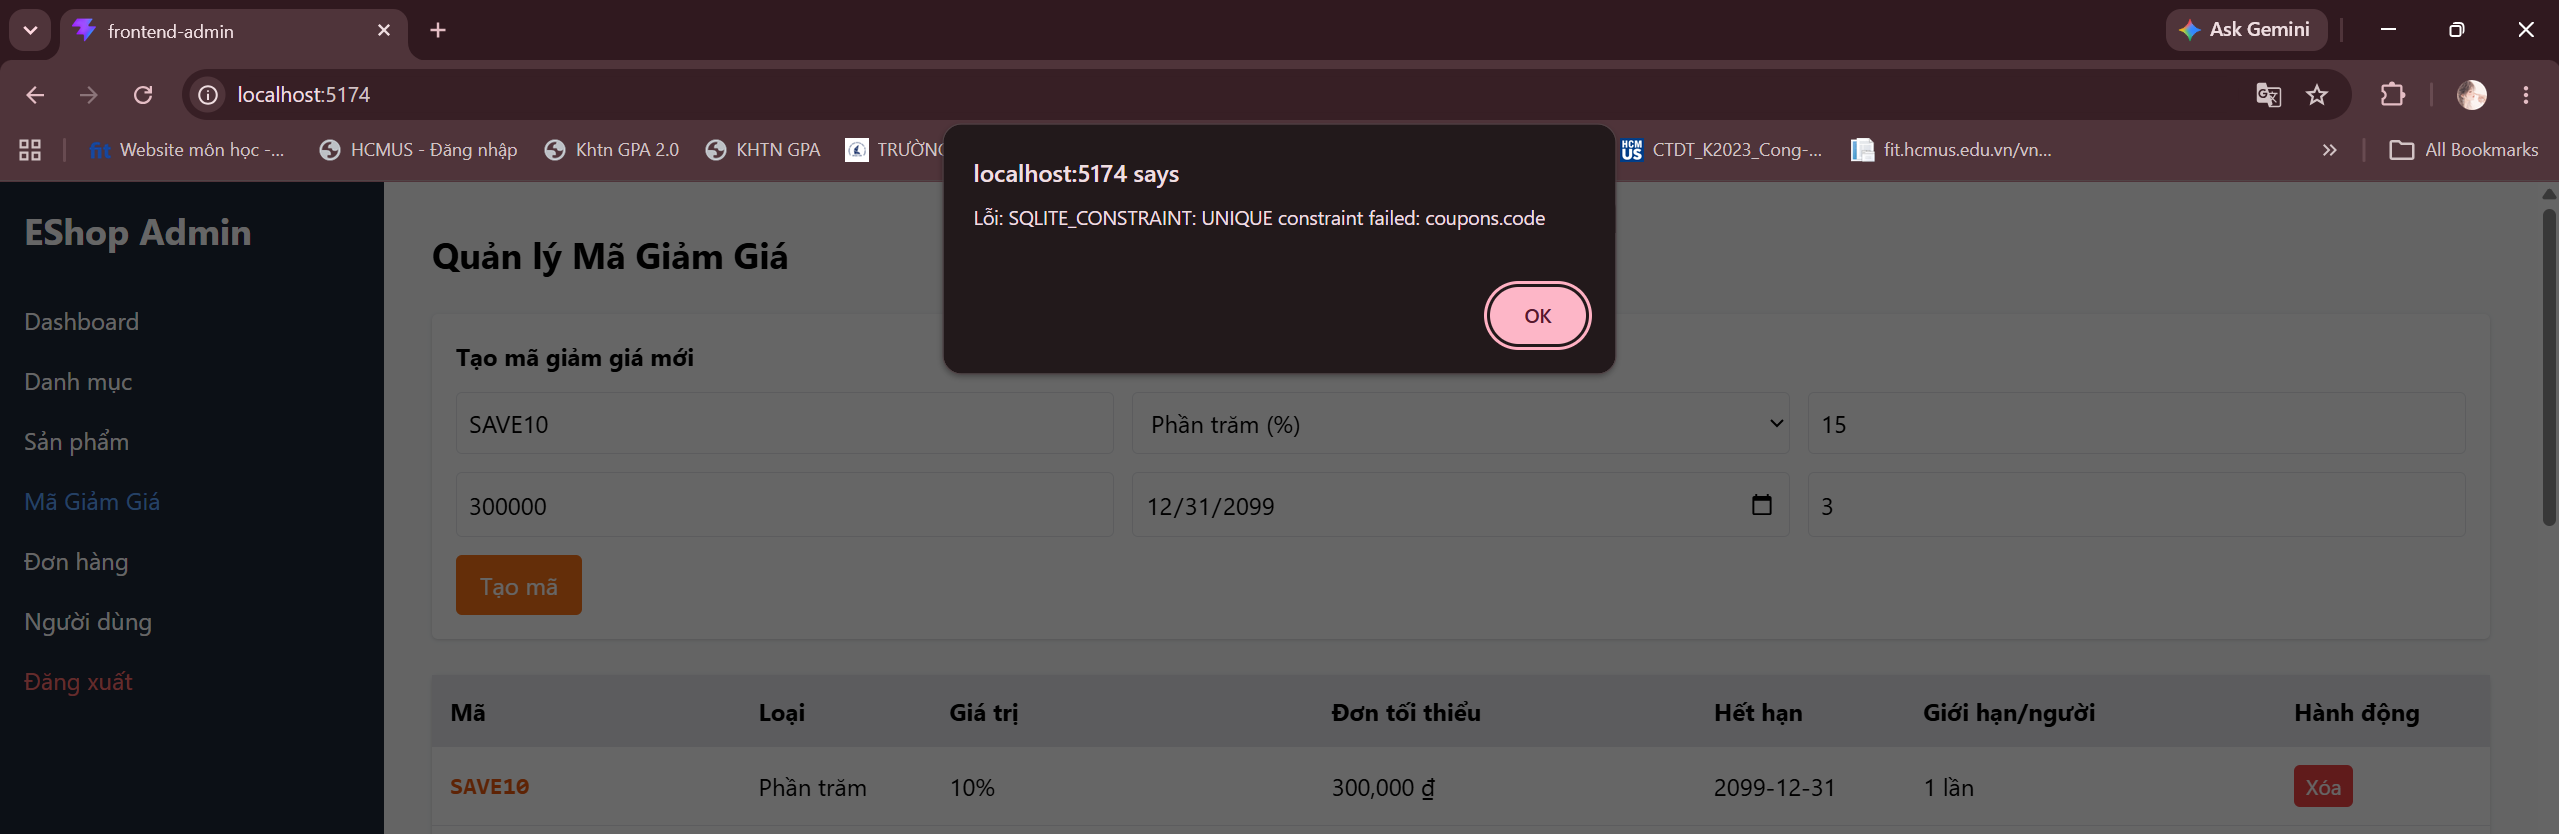 frontend-admin
Ask Gemini
localhost:5174
Website môn học -...
HCMUS - Đăng nhập
Khtn GPA 2.0
KHTN GPA
CTDT_K2023_Cong-...
fit.hcmus.edu.vn/vn...
All Bookmarks
localhost:5174 says
Lỗi: SQLITE_CONSTRAINT: UNIQUE constraint failed: coupons.code
OK
EShop Admin
Dashboard
Danh mục
Sản phẩm
Mã Giảm Giá
Đơn hàng
Người dùng
Đăng xuất
Quản lý Mã Giảm Giá
Tạo mã giảm giá mới
SAVE10
Phần trăm (%)
15
300000
12/31/2099
3
Tạo mã
Mã Loại Giá trị Đơn tối thiểu Hết hạn Giới hạn/người Hành động
SAVE10 Phần trăm 10% 300,000 ₫ 2099-12-31 1 lần Xóa